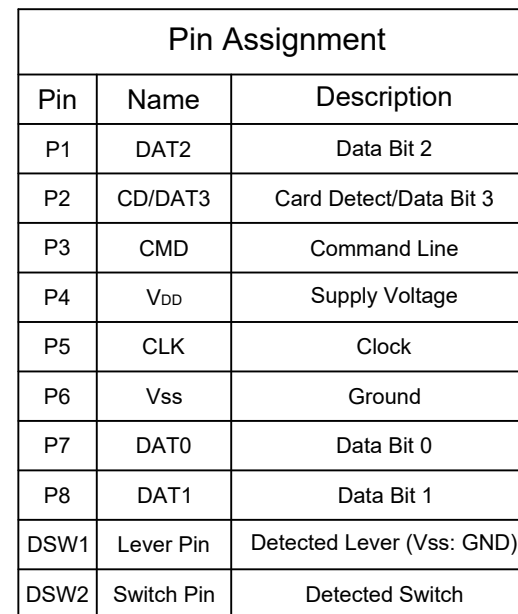 Pin Assignment
Pin Name Description
P1 DAT2 Data Bit 2
P2 CD/DAT3 Card Detect/Data Bit 3
P3 CMD Command Line
P4 VDD Supply Voltage
P5 CLK Clock
P6 Vss Ground
P7 DAT0 Data Bit 0
P8 DAT1 Data Bit 1
DSW1 Lever Pin Detected Lever (Vss: GND)
DSW2 Switch Pin Detected Switch